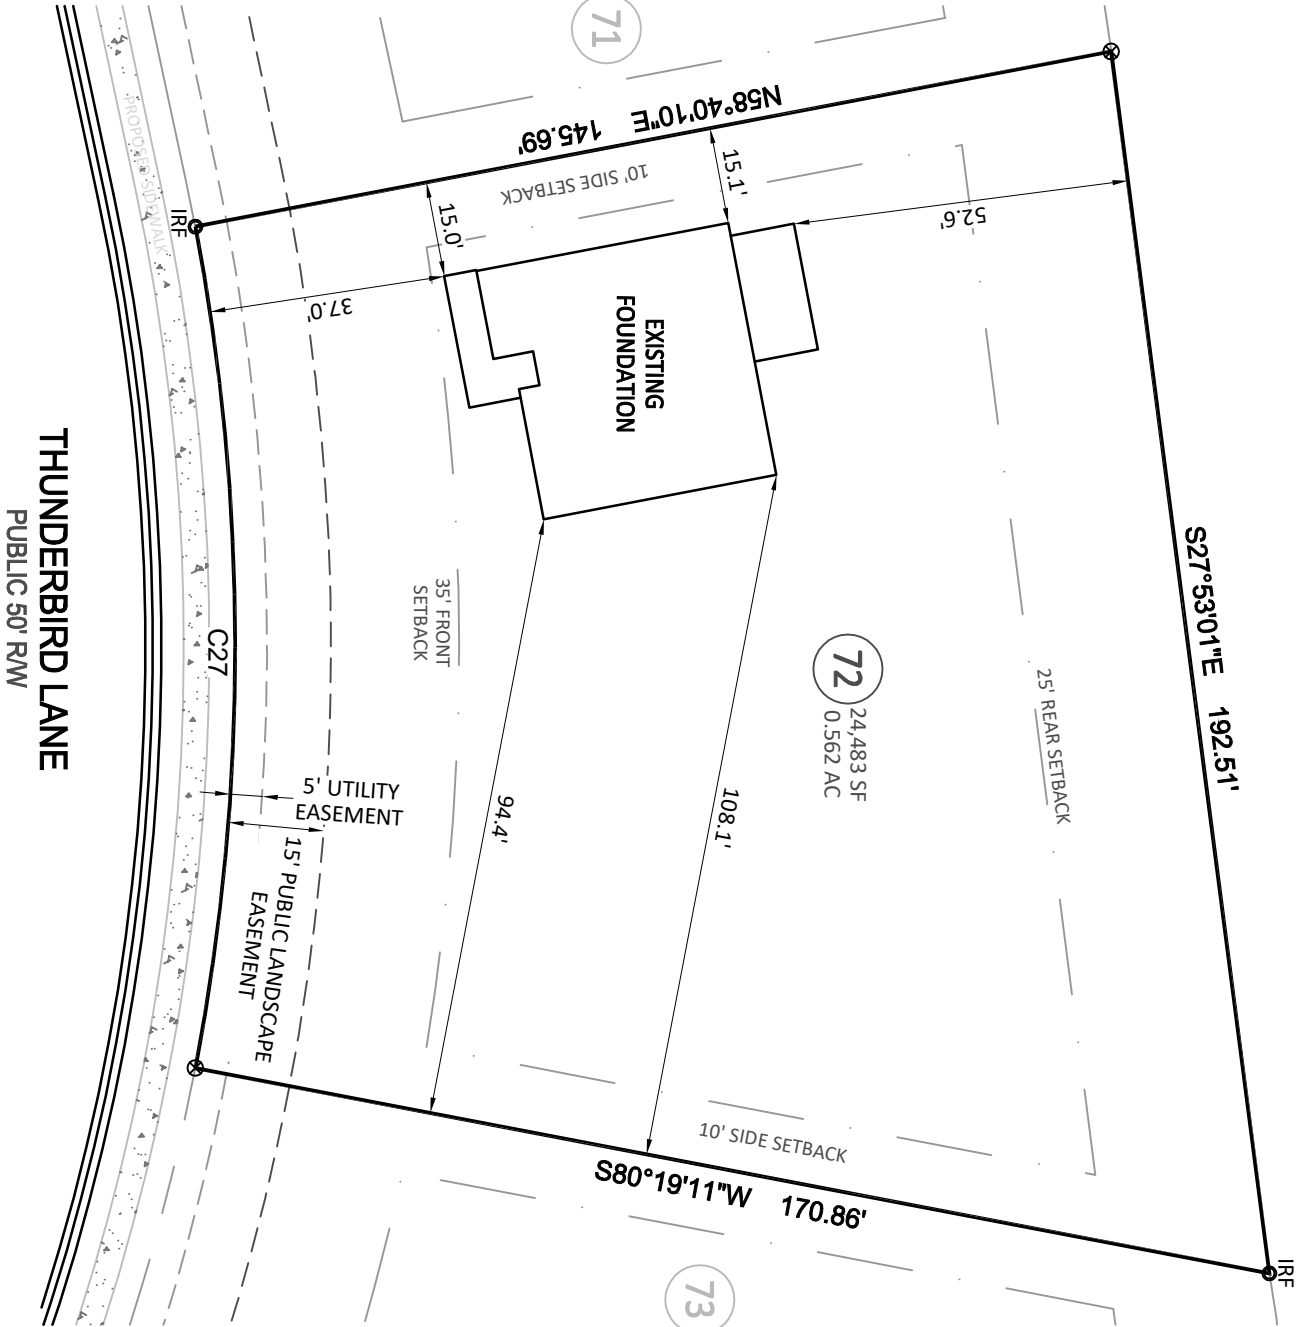 71
N58°40'10"E 145.69'
10' SIDE SETBACK
15.1'
15.0'
52.6'
37.0'
IRF
PROPOSED SIDEWALK
EXISTING
FOUNDATION
S27°53'01"E 192.51'
THUNDERBIRD LANE
PUBLIC 50' R/W
C27
35' FRONT
SETBACK
72
24,483 SF
0.562 AC
25' REAR SETBACK
5' UTILITY
EASEMENT
15' PUBLIC LANDSCAPE
EASEMENT
94.4'
108.1'
10' SIDE SETBACK
S80°19'11"W 170.86'
IRF
73